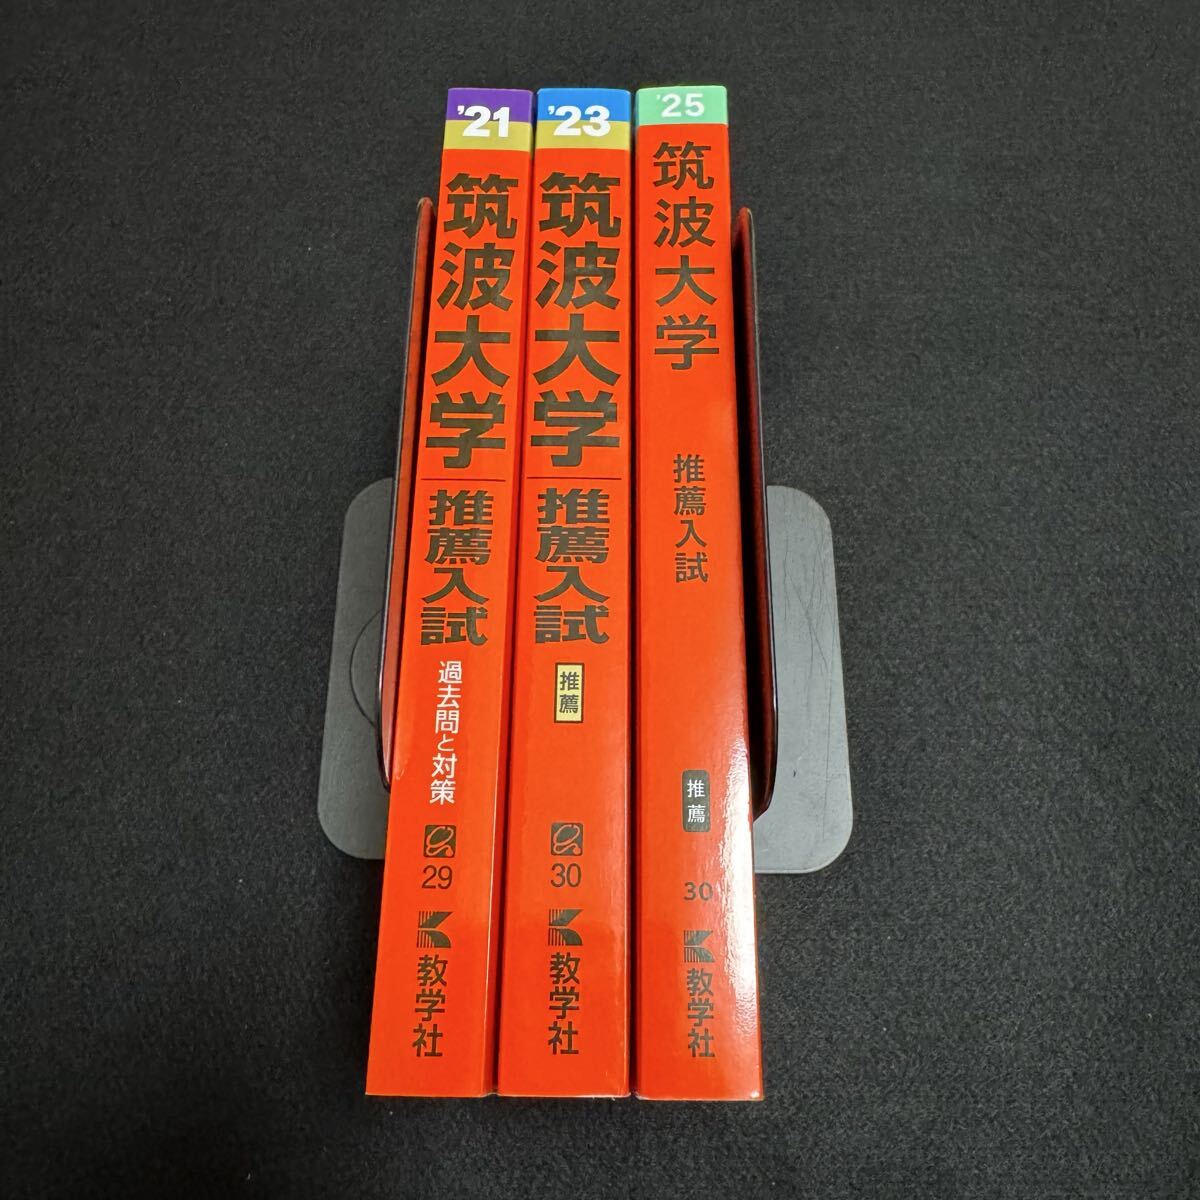 '21
筑波大学
推薦入試
過去問と対策
29
教学社
'23
筑波大学
推薦入試
推薦
30
教学社
'25
筑波大学
推薦入試
推薦
30
教学社